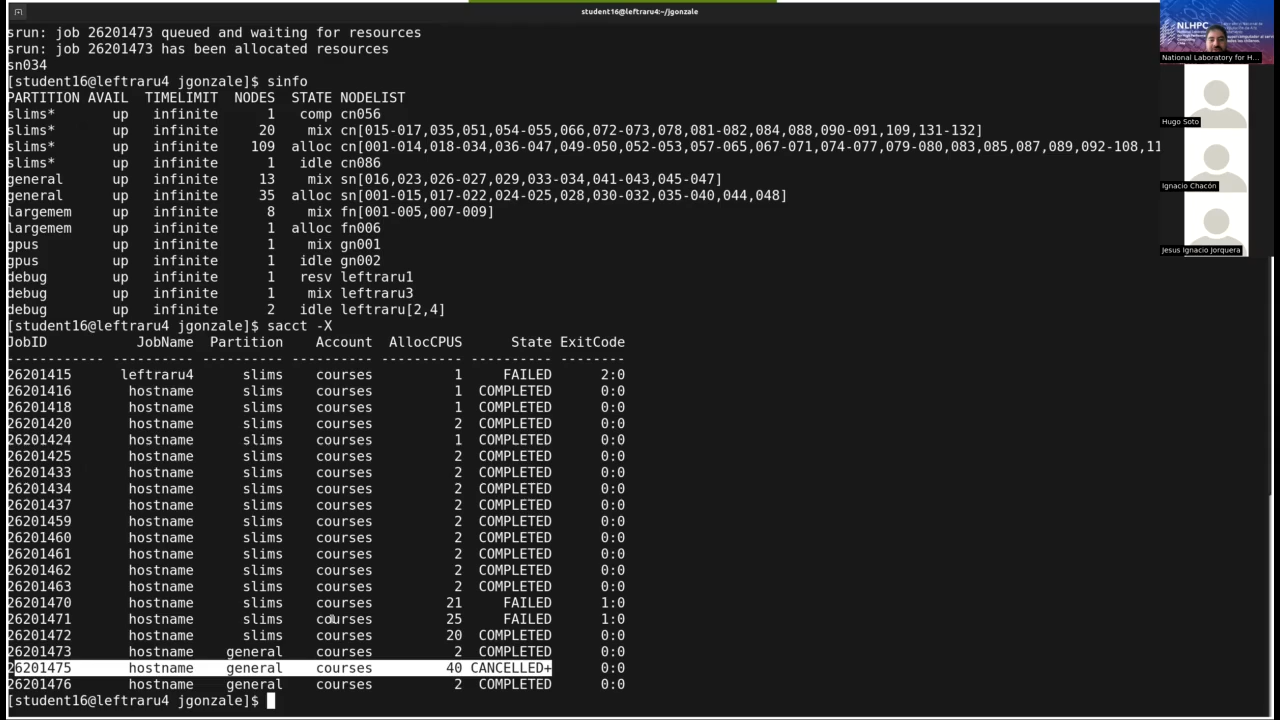 student16@leftraru4:~/jgonzale
srun: job 26201473 queued and waiting for resources
srun: job 26201473 has been allocated resources
sn034
[student16@leftraru4 jgonzale]$ sinfo
PARTITION AVAIL  TIMELIMIT  NODES  STATE NODELIST
slims*       up   infinite      1   comp cn056
slims*       up   infinite     20    mix cn[015-017,035,051,054-055,066,072-073,078,081-082,084,088,090-091,109,131-132]
slims*       up   infinite    109  alloc cn[001-014,018-034,036-047,049-050,052-053,057-065,067-071,074-077,079-080,083,085,087,089,092-108,11
slims*       up   infinite      1   idle cn086
general      up   infinite     13    mix sn[016,023,026-027,029,033-034,041-043,045-047]
general      up   infinite     35  alloc sn[001-015,017-022,024-025,028,030-032,035-040,044,048]
largemem     up   infinite      8    mix fn[001-005,007-009]
largemem     up   infinite      1  alloc fn006
gpus         up   infinite      1    mix gn001
gpus         up   infinite      1   idle gn002
debug        up   infinite      1   resv leftraru1
debug        up   infinite      1    mix leftraru3
debug        up   infinite      2   idle leftraru[2,4]
[student16@leftraru4 jgonzale]$ sacct -X
JobID           JobName  Partition    Account  AllocCPUS      State ExitCode
------------ ---------- ---------- ---------- ---------- ---------- --------
26201415      leftraru4      slims    courses          1     FAILED      2:0
26201416       hostname      slims    courses          1  COMPLETED      0:0
26201418       hostname      slims    courses          1  COMPLETED      0:0
26201420       hostname      slims    courses          2  COMPLETED      0:0
26201424       hostname      slims    courses          1  COMPLETED      0:0
26201425       hostname      slims    courses          2  COMPLETED      0:0
26201433       hostname      slims    courses          2  COMPLETED      0:0
26201434       hostname      slims    courses          2  COMPLETED      0:0
26201437       hostname      slims    courses          2  COMPLETED      0:0
26201459       hostname      slims    courses          2  COMPLETED      0:0
26201460       hostname      slims    courses          2  COMPLETED      0:0
26201461       hostname      slims    courses          2  COMPLETED      0:0
26201462       hostname      slims    courses          2  COMPLETED      0:0
26201463       hostname      slims    courses          2  COMPLETED      0:0
26201470       hostname      slims    courses         21     FAILED      1:0
26201471       hostname      slims    courses         25     FAILED      1:0
26201472       hostname      slims    courses         20  COMPLETED      0:0
26201473       hostname    general    courses          2  COMPLETED      0:0
26201475       hostname    general    courses         40 CANCELLED+      0:0
26201476       hostname    general    courses          2  COMPLETED      0:0
[student16@leftraru4 jgonzale]$
NLHPC
National Laboratory for H...
Hugo Soto
Ignacio Chacón
Jesus Ignacio Jorquera